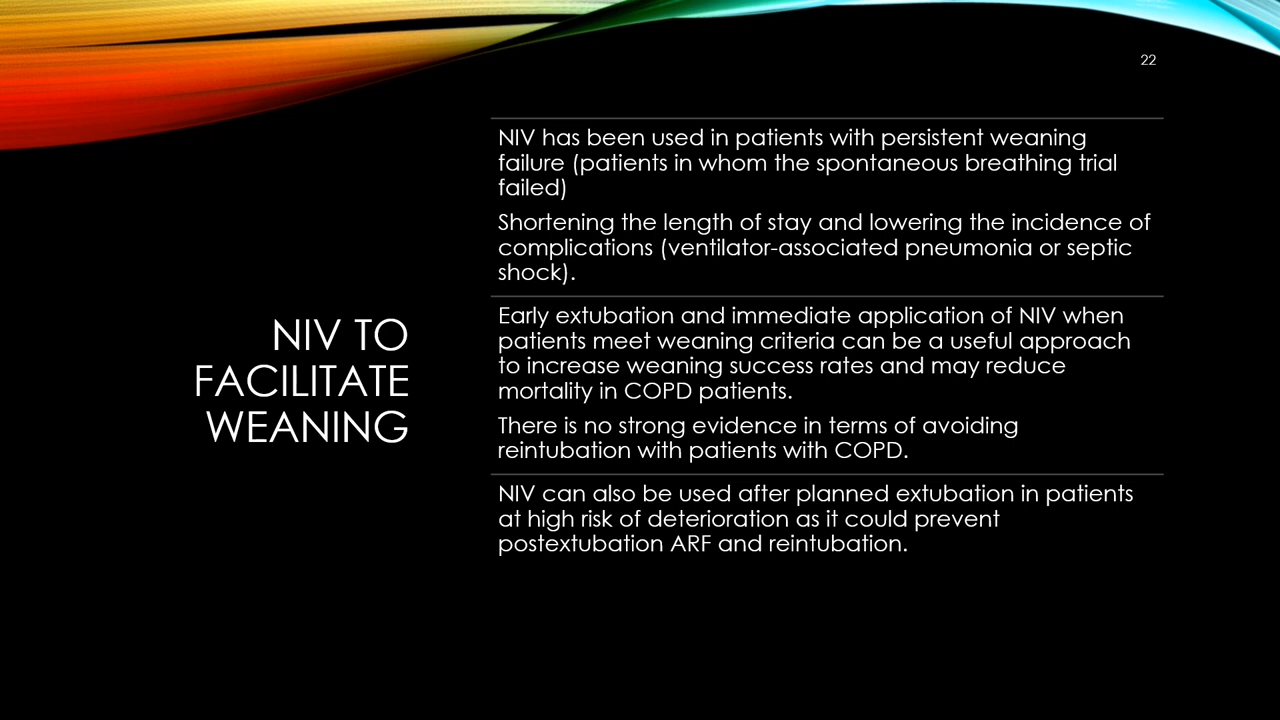 22
NIV TO
FACILITATE
WEANING
NIV has been used in patients with persistent weaning
failure (patients in whom the spontaneous breathing trial
failed)
Shortening the length of stay and lowering the incidence of
complications (ventilator-associated pneumonia or septic
shock).
Early extubation and immediate application of NIV when
patients meet weaning criteria can be a useful approach
to increase weaning success rates and may reduce
mortality in COPD patients.
There is no strong evidence in terms of avoiding
reintubation with patients with COPD.
NIV can also be used after planned extubation in patients
at high risk of deterioration as it could prevent
postextubation ARF and reintubation.